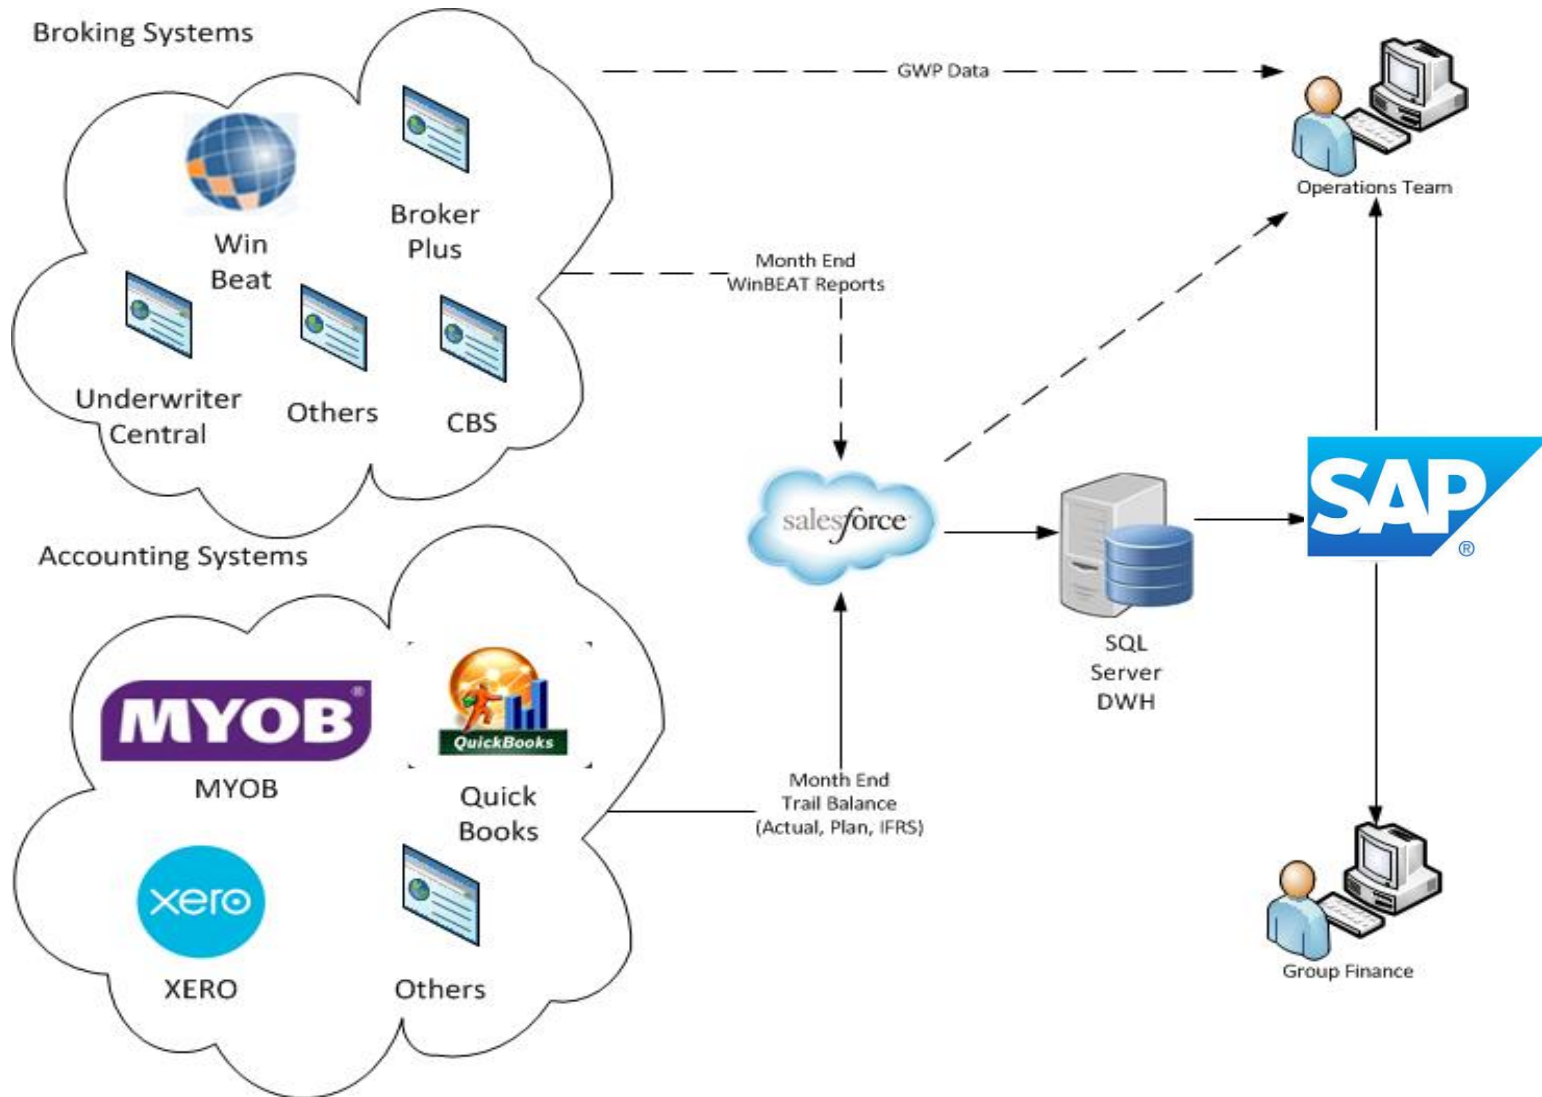 Broking Systems
GWP Data
Operations Team
Win
Beat
Broker
Plus
Month End
WinBEAT Reports
Underwriter
Central
Others
CBS
salesforce
SAP
®
SQL
Server
DWH
Accounting Systems
MYOB
®
MYOB
QuickBooks
Quick
Books
Month End
Trail Balance
(Actual, Plan, IFRS)
xero
XERO
Others
Group Finance